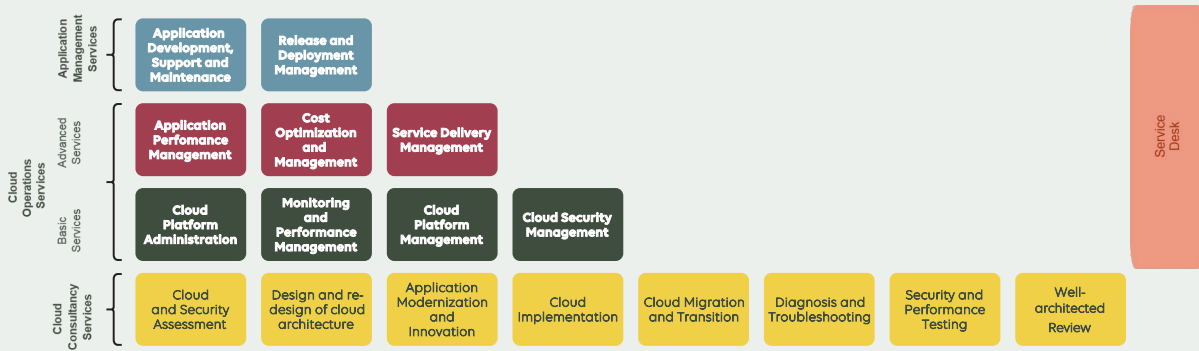 Application
Management
Services
Application
Development,
Support and
Maintenance
Release and
Deployment
Management
Cloud
Operations
Services
Advanced
Services
Application
Perfomance
Management
Cost
Optimization
and
Management
Service Delivery
Management
Basic
Services
Cloud
Platform
Administration
Monitoring
and
Performance
Management
Cloud
Platform
Management
Cloud Security
Management
Cloud
Consultancy
Services
Cloud
and Security
Assessment
Design and re-
design of cloud
architecture
Application
Modernization
and
Innovation
Cloud
Implementation
Cloud Migration
and Transition
Diagnosis and
Troubleshooting
Security and
Performance
Testing
Well-
architected
Review
Service
Desk